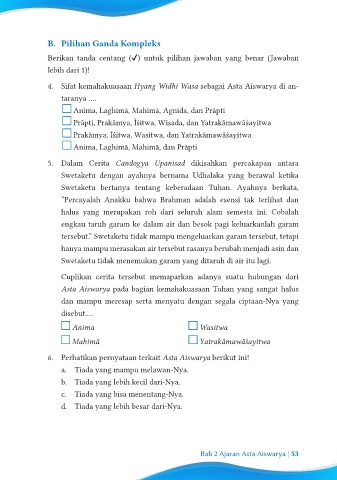 B. Pilihan Ganda Kompleks
Berikan tanda centang (✓) untuk pilihan jawaban yang benar (Jawaban
lebih dari 1)!
4. Sifat kemahakuasaan Hyang Widhi Wasa sebagai Asta Aiswarya di an-
taranya ....
Anima, Laghimā, Mahimā, Agnida, dan Prāpti
Prāpti, Prakāmya, Īśitwa, Wisada, dan Yatrakāmawāśayitwa
Prakāmya, Īśitwa, Wasitwa, dan Yatrakāmawāśayitwa
Anima, Laghimā, Mahimā, dan Prāpti
5. Dalam Cerita Candogya Upanisad dikisahkan percakapan antara
Swetaketu dengan ayahnya bernama Udhalaka yang berawal ketika
Swetaketu bertanya tentang keberadaan Tuhan. Ayahnya berkata,
"Percayalah Anakku bahwa Brahman adalah esensi tak terlihat dan
halus yang merupakan roh dari seluruh alam semesta ini. Cobalah
engkau taruh garam ke dalam air dan besok pagi keluarkanlah garam
tersebut." Swetaketu tidak mampu mengeluarkan garam tersebut, tetapi
hanya mampu merasakan air tersebut rasanya berubah menjadi asin dan
Swetaketu tidak menemukan garam yang ditaruh di air itu lagi.
Cuplikan cerita tersebut memaparkan adanya suatu hubungan dari
Asta Aiswarya pada bagian kemahakuasaan Tuhan yang sangat halus
dan mampu meresap serta menyatu dengan segala ciptaan-Nya yang
disebut.....
Anima Wasitwa
Mahimā Yatrakāmawāśayitwa
6. Perhatikan pernyataan terkait Asta Aiswarya berikut ini!
a. Tiada yang mampu melawan-Nya.
b. Tiada yang lebih kecil dari-Nya.
c. Tiada yang bisa menentang-Nya.
d. Tiada yang lebih besar dari-Nya.
Bab 2 Ajaran Asta Aiswarya | 53